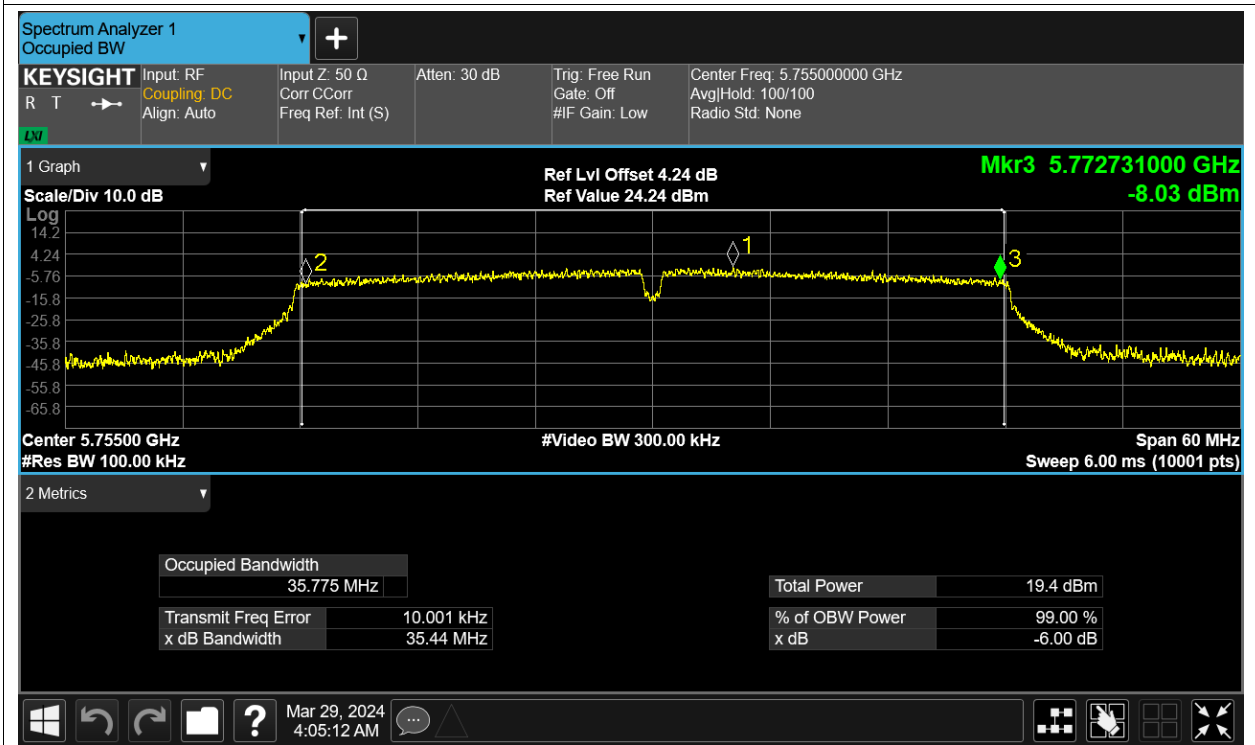 Spectrum Analyzer 1
Occupied BW
KEYSIGHT
R T
LXI
Input: RF
Coupling: DC
Align: Auto
Input Z: 50 Ω
Corr CCorr
Freq Ref: Int (S)
Atten: 30 dB
Trig: Free Run
Gate: Off
#IF Gain: Low
Center Freq: 5.755000000 GHz
Avg|Hold: 100/100
Radio Std: None
1 Graph
Scale/Div 10.0 dB
Ref Lvl Offset 4.24 dB
Ref Value 24.24 dBm
Mkr3 5.772731000 GHz
-8.03 dBm
Log
14.2
4.24
-5.76
-15.8
-25.8
-35.8
-45.8
-55.8
-65.8
2
1
3
Center 5.75500 GHz
#Res BW 100.00 kHz
#Video BW 300.00 kHz
Span 60 MHz
Sweep 6.00 ms (10001 pts)
2 Metrics
Occupied Bandwidth
35.775 MHz
Transmit Freq Error 10.001 kHz
x dB Bandwidth 35.44 MHz
Total Power 19.4 dBm
% of OBW Power 99.00 %
x dB -6.00 dB
?
Mar 29, 2024
4:05:12 AM